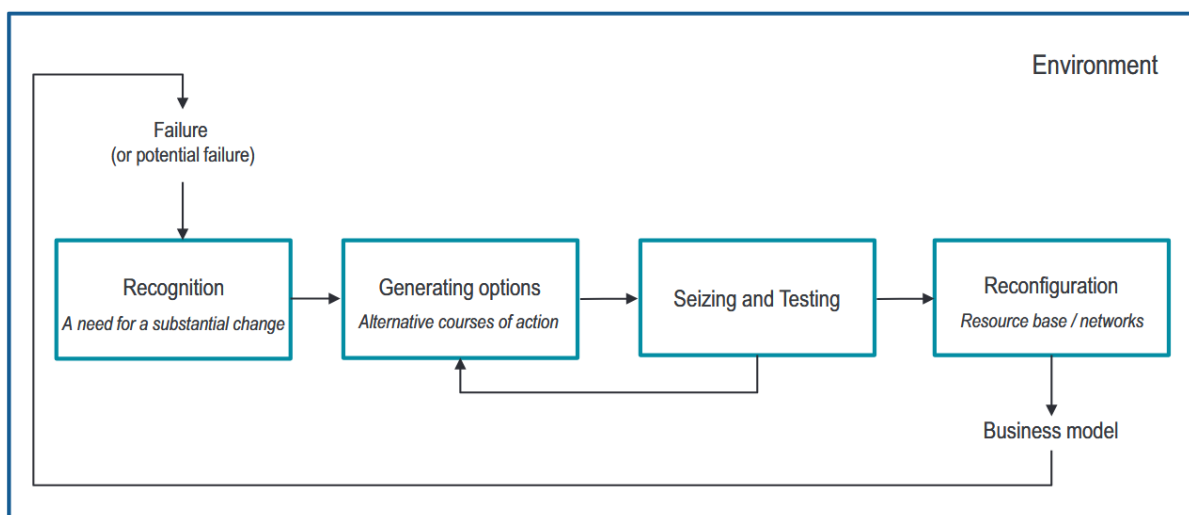 Environment
Failure
(or potential failure)
Recognition
A need for a substantial change
Generating options
Alternative courses of action
Seizing and Testing
Reconfiguration
Resource base / networks
Business model